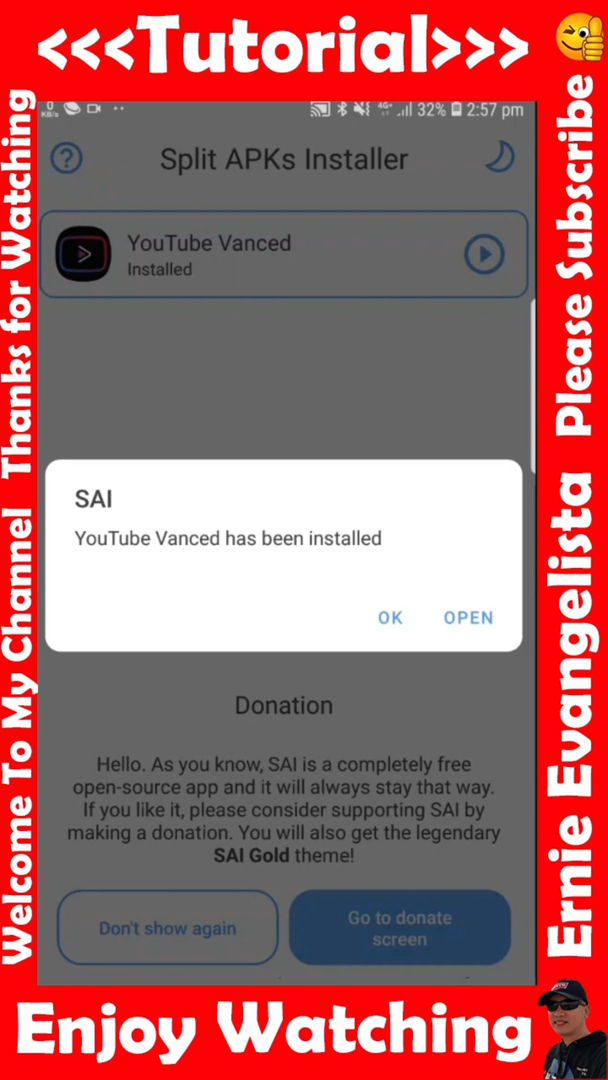 <<<Tutorial>>>
Thanks for Watching
Welcome To My Channel
Please Subscribe
Ernie Evangelista
0
KB/s
4G+
32%
2:57 pm
Split APKs Installer
YouTube Vanced
Installed
SAI
YouTube Vanced has been installed
OK
OPEN
Donation
Hello. As you know, SAI is a completely free
open-source app and it will always stay that way.
If you like it, please consider supporting SAI by
making a donation. You will also get the legendary
SAI Gold theme!
Don't show again
Go to donate
screen
Enjoy Watching